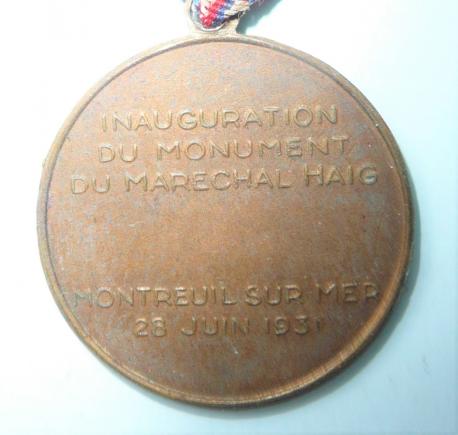 INAUGURATION
DU MONUMENT
DU MARECHAL HAIG
MONTREUIL SUR MER
28 JUIN 1931